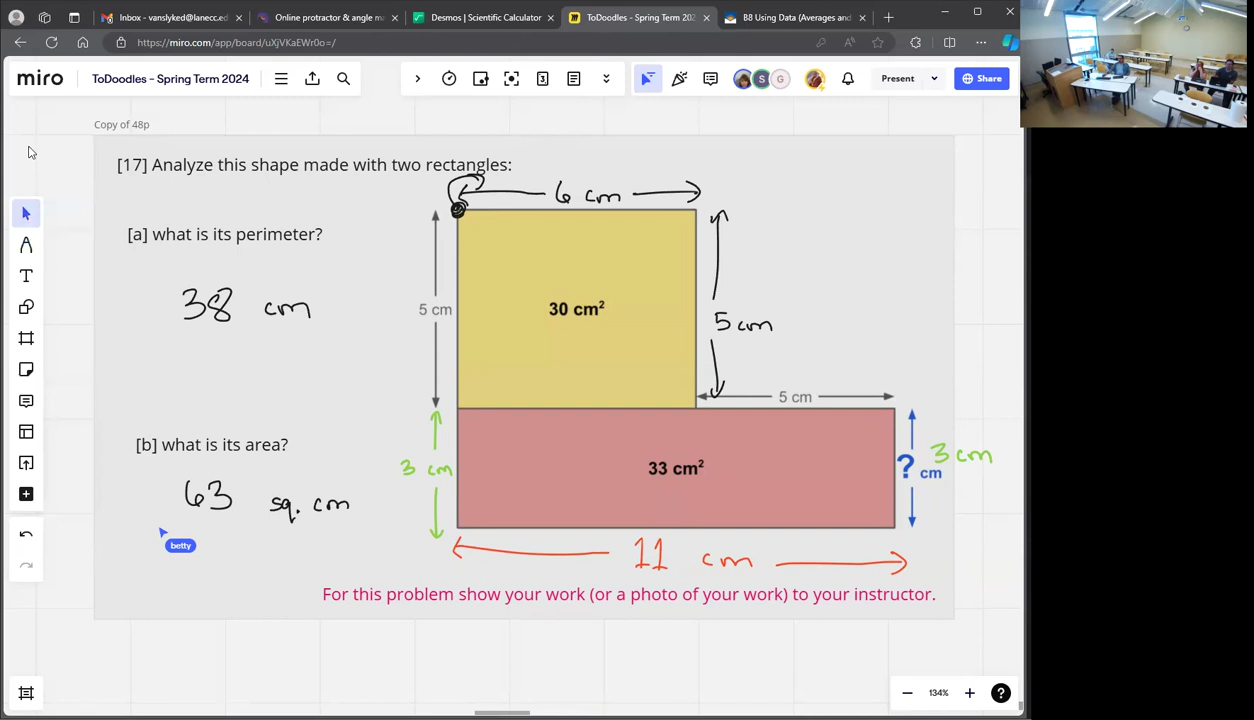 Inbox - vanslyked@lanecc.ed
Online protractor & angle m
Desmos | Scientific Calculator
ToDoodles - Spring Term 202
B8 Using Data (Averages and
https://miro.com/app/board/uXjVKaEWr0o=/
miro
ToDoodles - Spring Term 2024
3
S
G
Present
Share
Copy of 48p
[17] Analyze this shape made with two rectangles:
6 cm
[a] what is its perimeter?
38 cm
5 cm
30 cm²
5 cm
5 cm
[b] what is its area?
63 sq. cm
3 cm
33 cm²
? cm
3 cm
betty
11 cm
For this problem show your work (or a photo of your work) to your instructor.
134%
?